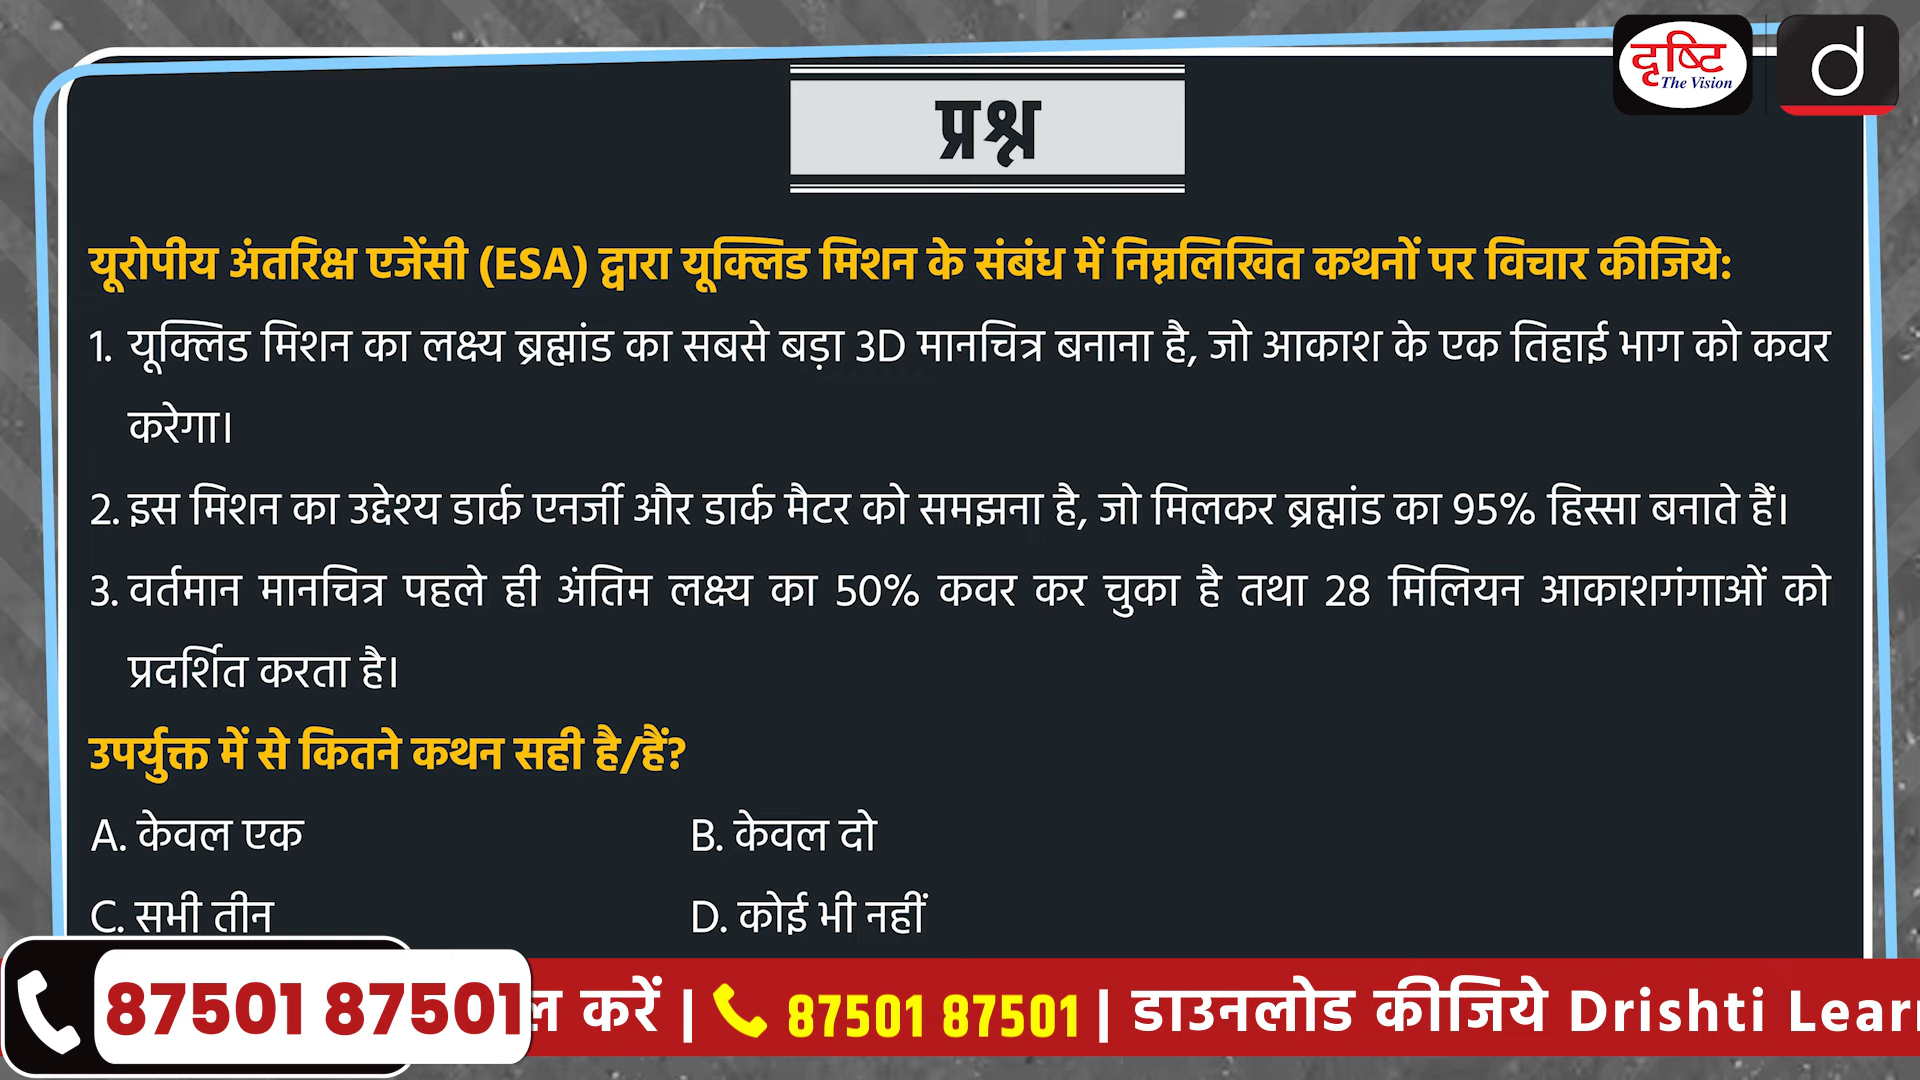 दृष्टि
The Vision
d
प्रश्न
यूरोपीय अंतरिक्ष एजेंसी (ESA) द्वारा यूक्लिड मिशन के संबंध में निम्नलिखित कथनों पर विचार कीजिये:
1. यूक्लिड मिशन का लक्ष्य ब्रह्मांड का सबसे बड़ा 3D मानचित्र बनाना है, जो आकाश के एक तिहाई भाग को कवर
करेगा।
2. इस मिशन का उद्देश्य डार्क एनर्जी और डार्क मैटर को समझना है, जो मिलकर ब्रह्मांड का 95% हिस्सा बनाते हैं।
3. वर्तमान मानचित्र पहले ही अंतिम लक्ष्य का 50% कवर कर चुका है तथा 28 मिलियन आकाशगंगाओं को
प्रदर्शित करता है।
उपर्युक्त में से कितने कथन सही है/हैं?
A. केवल एक B. केवल दो
C. सभी तीन D. कोई भी नहीं
87501 87501
ल करें | 87501 87501 | डाउनलोड कीजिये Drishti Lear